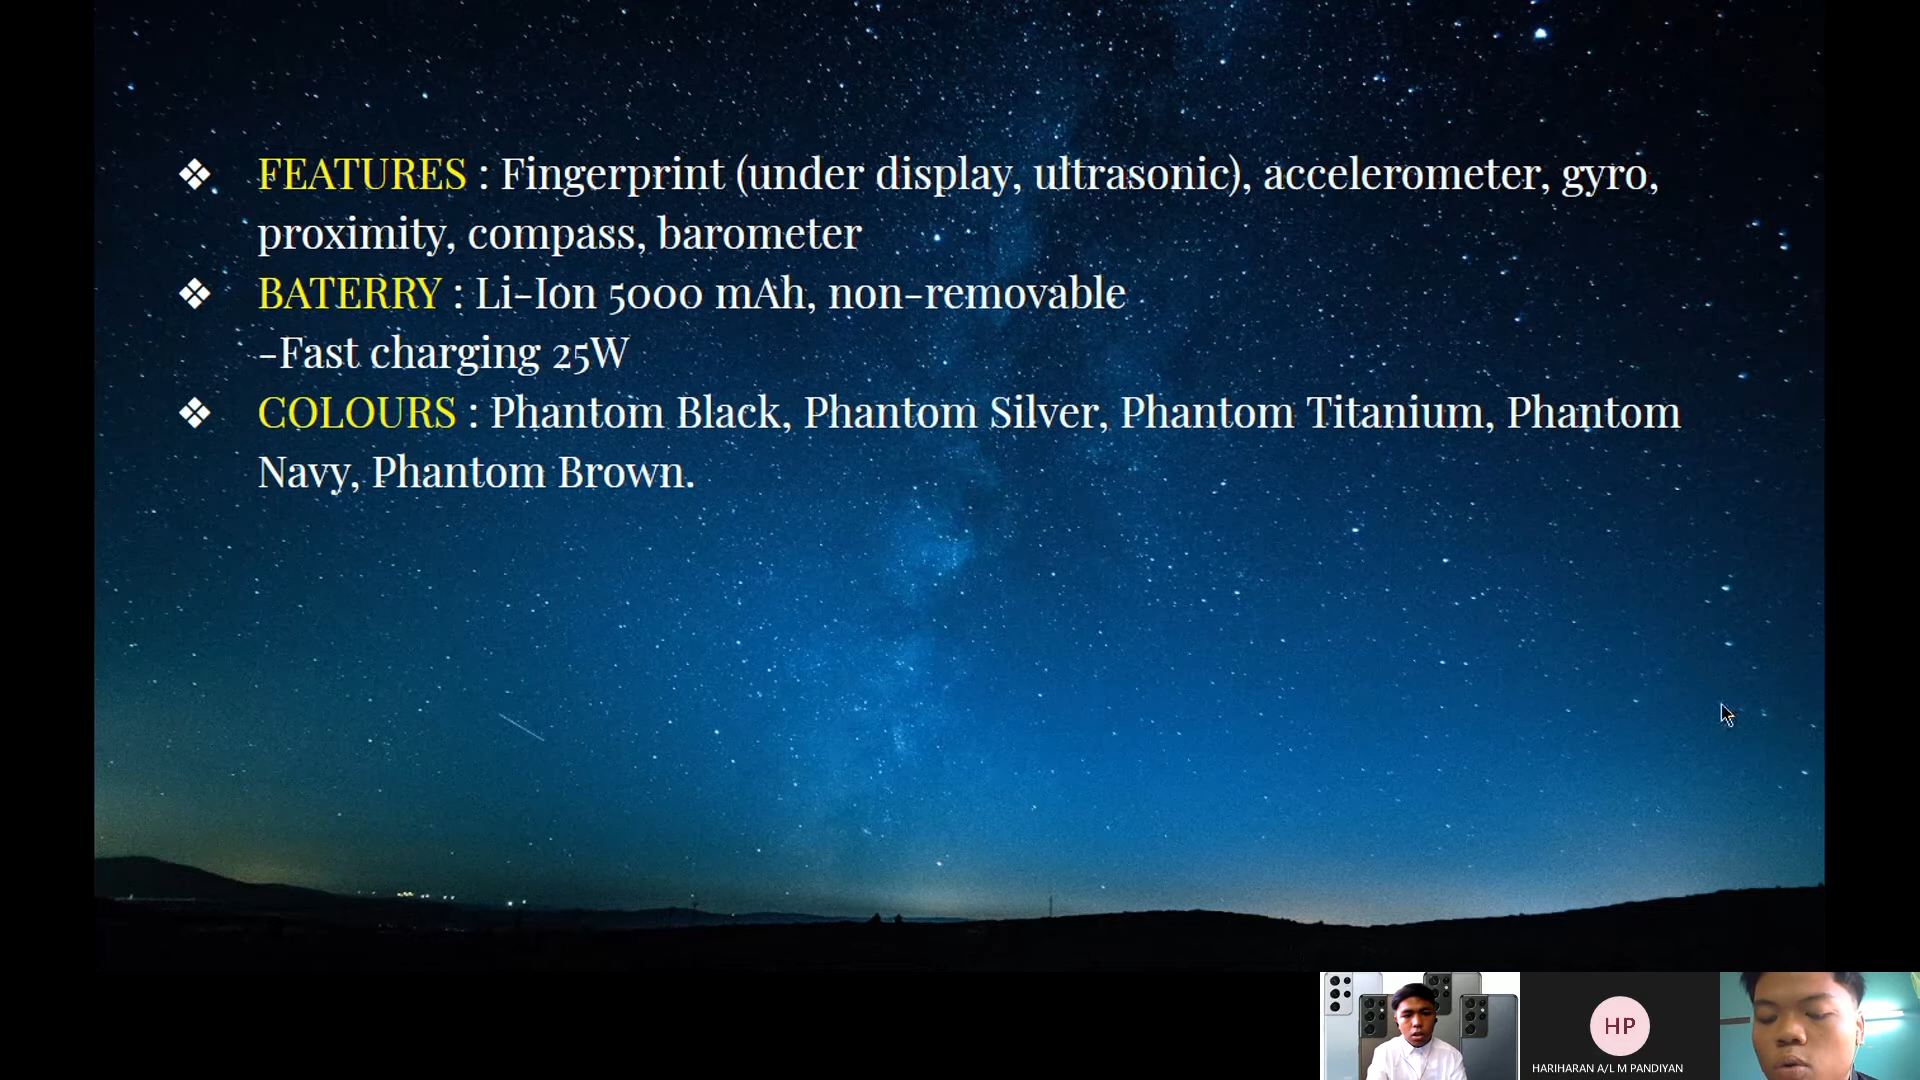 ❖ FEATURES : Fingerprint (under display, ultrasonic), accelerometer, gyro,
proximity, compass, barometer
❖ BATERRY : Li-Ion 5000 mAh, non-removable
-Fast charging 25W
❖ COLOURS : Phantom Black, Phantom Silver, Phantom Titanium, Phantom
Navy, Phantom Brown.
HP
HARIHARAN A/L M PANDIYAN